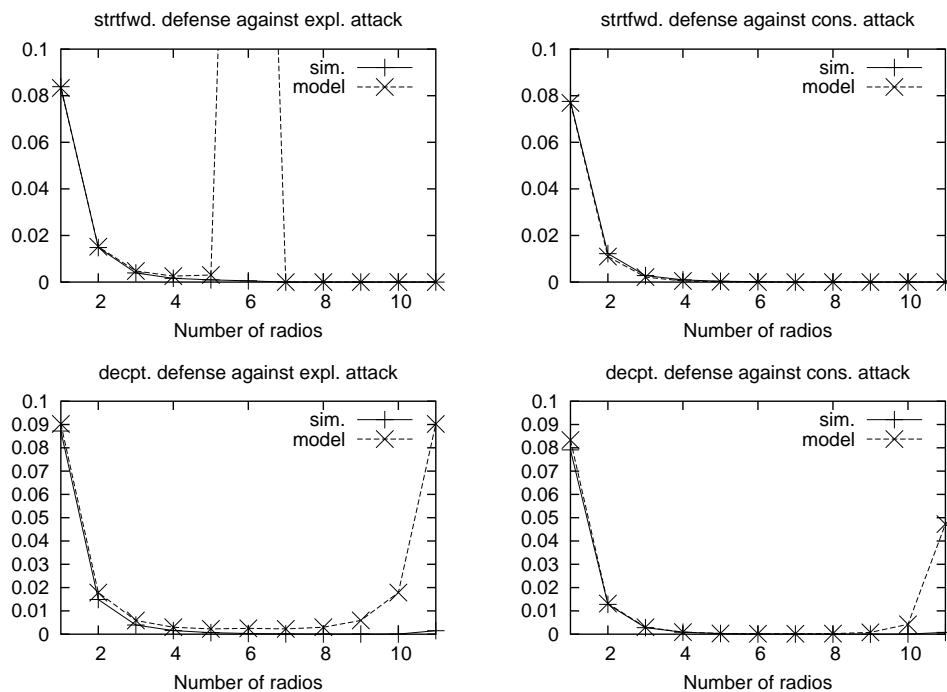 strtfwd. defense against expl. attack
0.1
0.08
0.06
0.04
0.02
0
sim.
model
2 4 6 8 10
Number of radios
strtfwd. defense against cons. attack
0.1
0.08
0.06
0.04
0.02
0
sim.
model
2 4 6 8 10
Number of radios
decpt. defense against expl. attack
0.1
0.09
0.08
0.07
0.06
0.05
0.04
0.03
0.02
0.01
0
sim.
model
2 4 6 8 10
Number of radios
decpt. defense against cons. attack
0.1
0.09
0.08
0.07
0.06
0.05
0.04
0.03
0.02
0.01
0
sim.
model
2 4 6 8 10
Number of radios